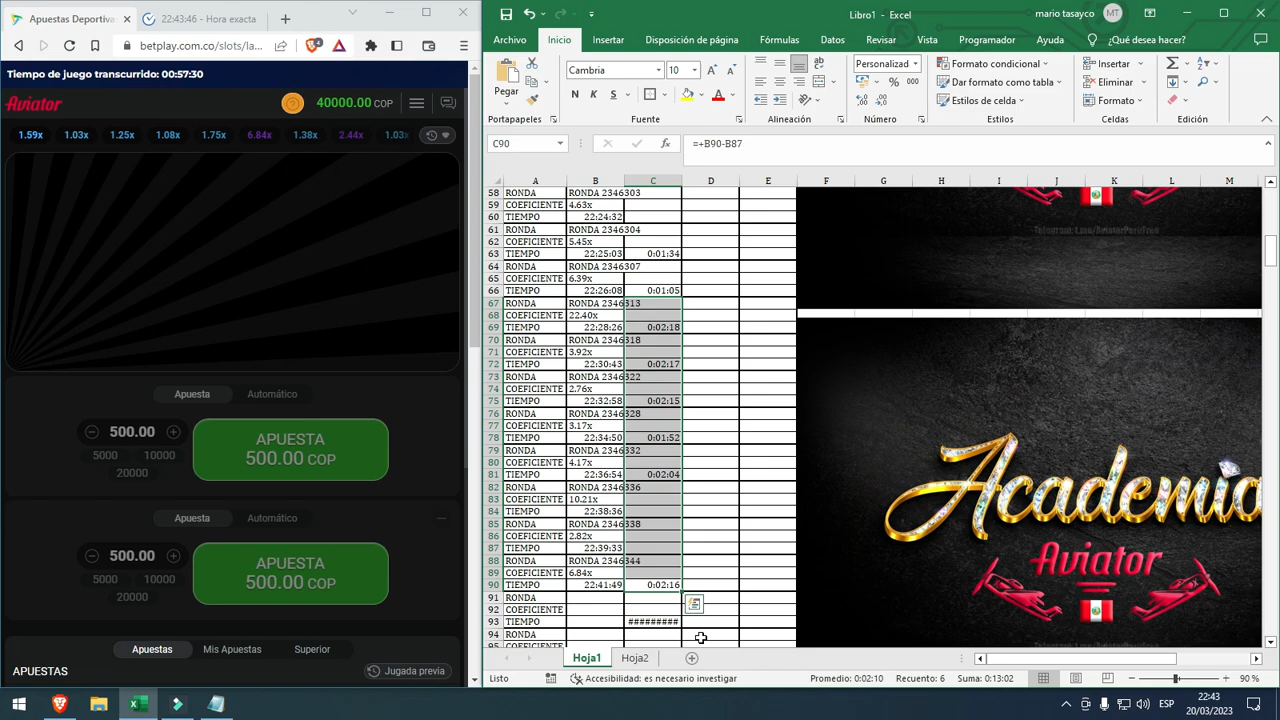 Apuestas Deportiva
22:43:46 - Hora exacta
betplay.com.co/slots/la...
Tiempo de juego transcurrido: 00:57:30
Aviator
40000.00 COP
1.59x 1.03x 1.25x 1.08x 1.75x 6.84x 1.38x 2.44x 1.03x
Apuesta Automático
500.00
5000 10000
20000
APUESTA
500.00 COP
Apuesta Automático
500.00
5000 10000
20000
APUESTA
500.00 COP
Apuestas Mis Apuestas Superior
APUESTAS
Jugada previa
Libro1 - Excel
mario tasayco MT
Archivo Inicio Insertar Disposición de página Fórmulas Datos Revisar Vista Programador Ayuda ¿Qué desea hacer?
Pegar
Cambria 10
N K S
Personalizad
% 000
Formato condicional
Dar formato como tabla
Estilos de celda
Insertar
Eliminar
Formato
Portapapeles Fuente Alineación Número Estilos Celdas Edición
C90 fx =+B90-B87
A B C D E F G H I J K L M
58 RONDA RONDA 2346303
59 COEFICIENTE 4.63x
60 TIEMPO 22:24:32
61 RONDA RONDA 2346304
62 COEFICIENTE 5.45x
63 TIEMPO 22:25:03 0:01:34
64 RONDA RONDA 2346307
65 COEFICIENTE 6.39x
66 TIEMPO 22:26:08 0:01:05
67 RONDA RONDA 2346313
68 COEFICIENTE 22.40x
69 TIEMPO 22:28:26 0:02:18
70 RONDA RONDA 2346318
71 COEFICIENTE 3.92x
72 TIEMPO 22:30:43 0:02:17
73 RONDA RONDA 2346322
74 COEFICIENTE 2.76x
75 TIEMPO 22:32:58 0:02:15
76 RONDA RONDA 2346328
77 COEFICIENTE 3.17x
78 TIEMPO 22:34:50 0:01:52
79 RONDA RONDA 2346332
80 COEFICIENTE 4.17x
81 TIEMPO 22:36:54 0:02:04
82 RONDA RONDA 2346336
83 COEFICIENTE 10.21x
84 TIEMPO 22:38:36
85 RONDA RONDA 2346338
86 COEFICIENTE 2.82x
87 TIEMPO 22:39:33
88 RONDA RONDA 2346344
89 COEFICIENTE 6.84x
90 TIEMPO 22:41:49 0:02:16
91 RONDA
92 COEFICIENTE
93 TIEMPO #########
94 RONDA
95 COEFICIENTE
Academia
Aviator
Hoja1 Hoja2
Listo Accesibilidad: es necesario investigar Promedio: 0:02:10 Recuento: 6 Suma: 0:13:02 90 %
ESP
22:43
20/03/2023